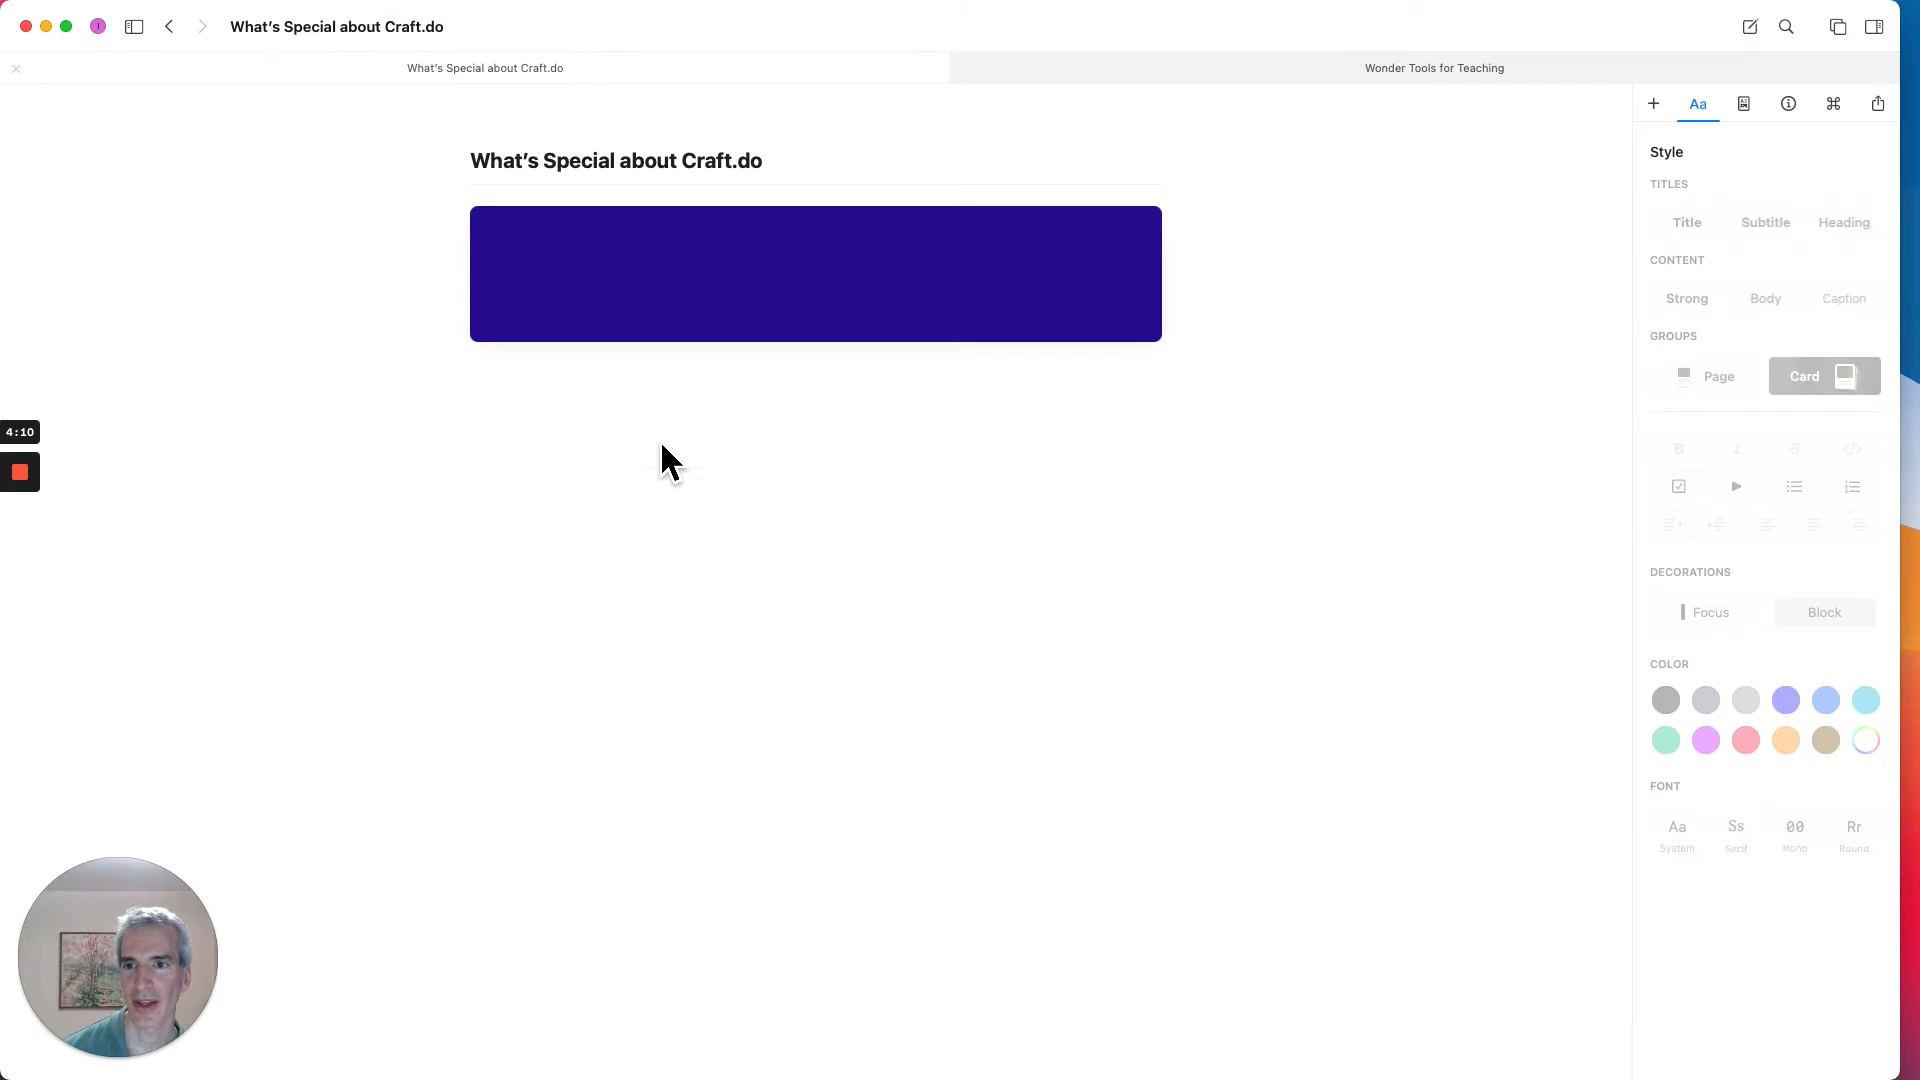 What's Special about Craft.do
What's Special about Craft.do
Wonder Tools for Teaching
Aa
What's Special about Craft.do
Style
TITLES
Title Subtitle Heading
CONTENT
Strong Body Caption
GROUPS
Page Card
4:10
B I S </>
DECORATIONS
Focus Block
COLOR
FONT
Aa Ss 00 Rr
System Serif Mono Round